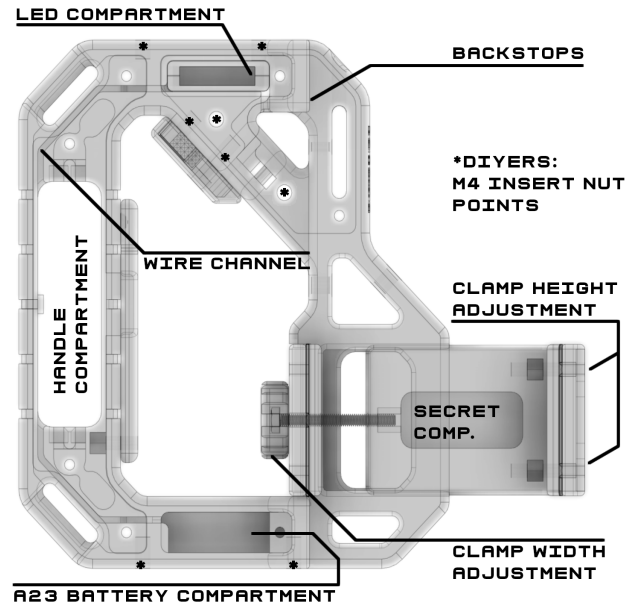 LED COMPARTMENT
BACKSTOPS
*DIYERS:
M4 INSERT NUT
POINTS
WIRE CHANNEL
HANDLE
COMPARTMENT
CLAMP HEIGHT
ADJUSTMENT
SECRET
COMP.
CLAMP WIDTH
ADJUSTMENT
A23 BATTERY COMPARTMENT